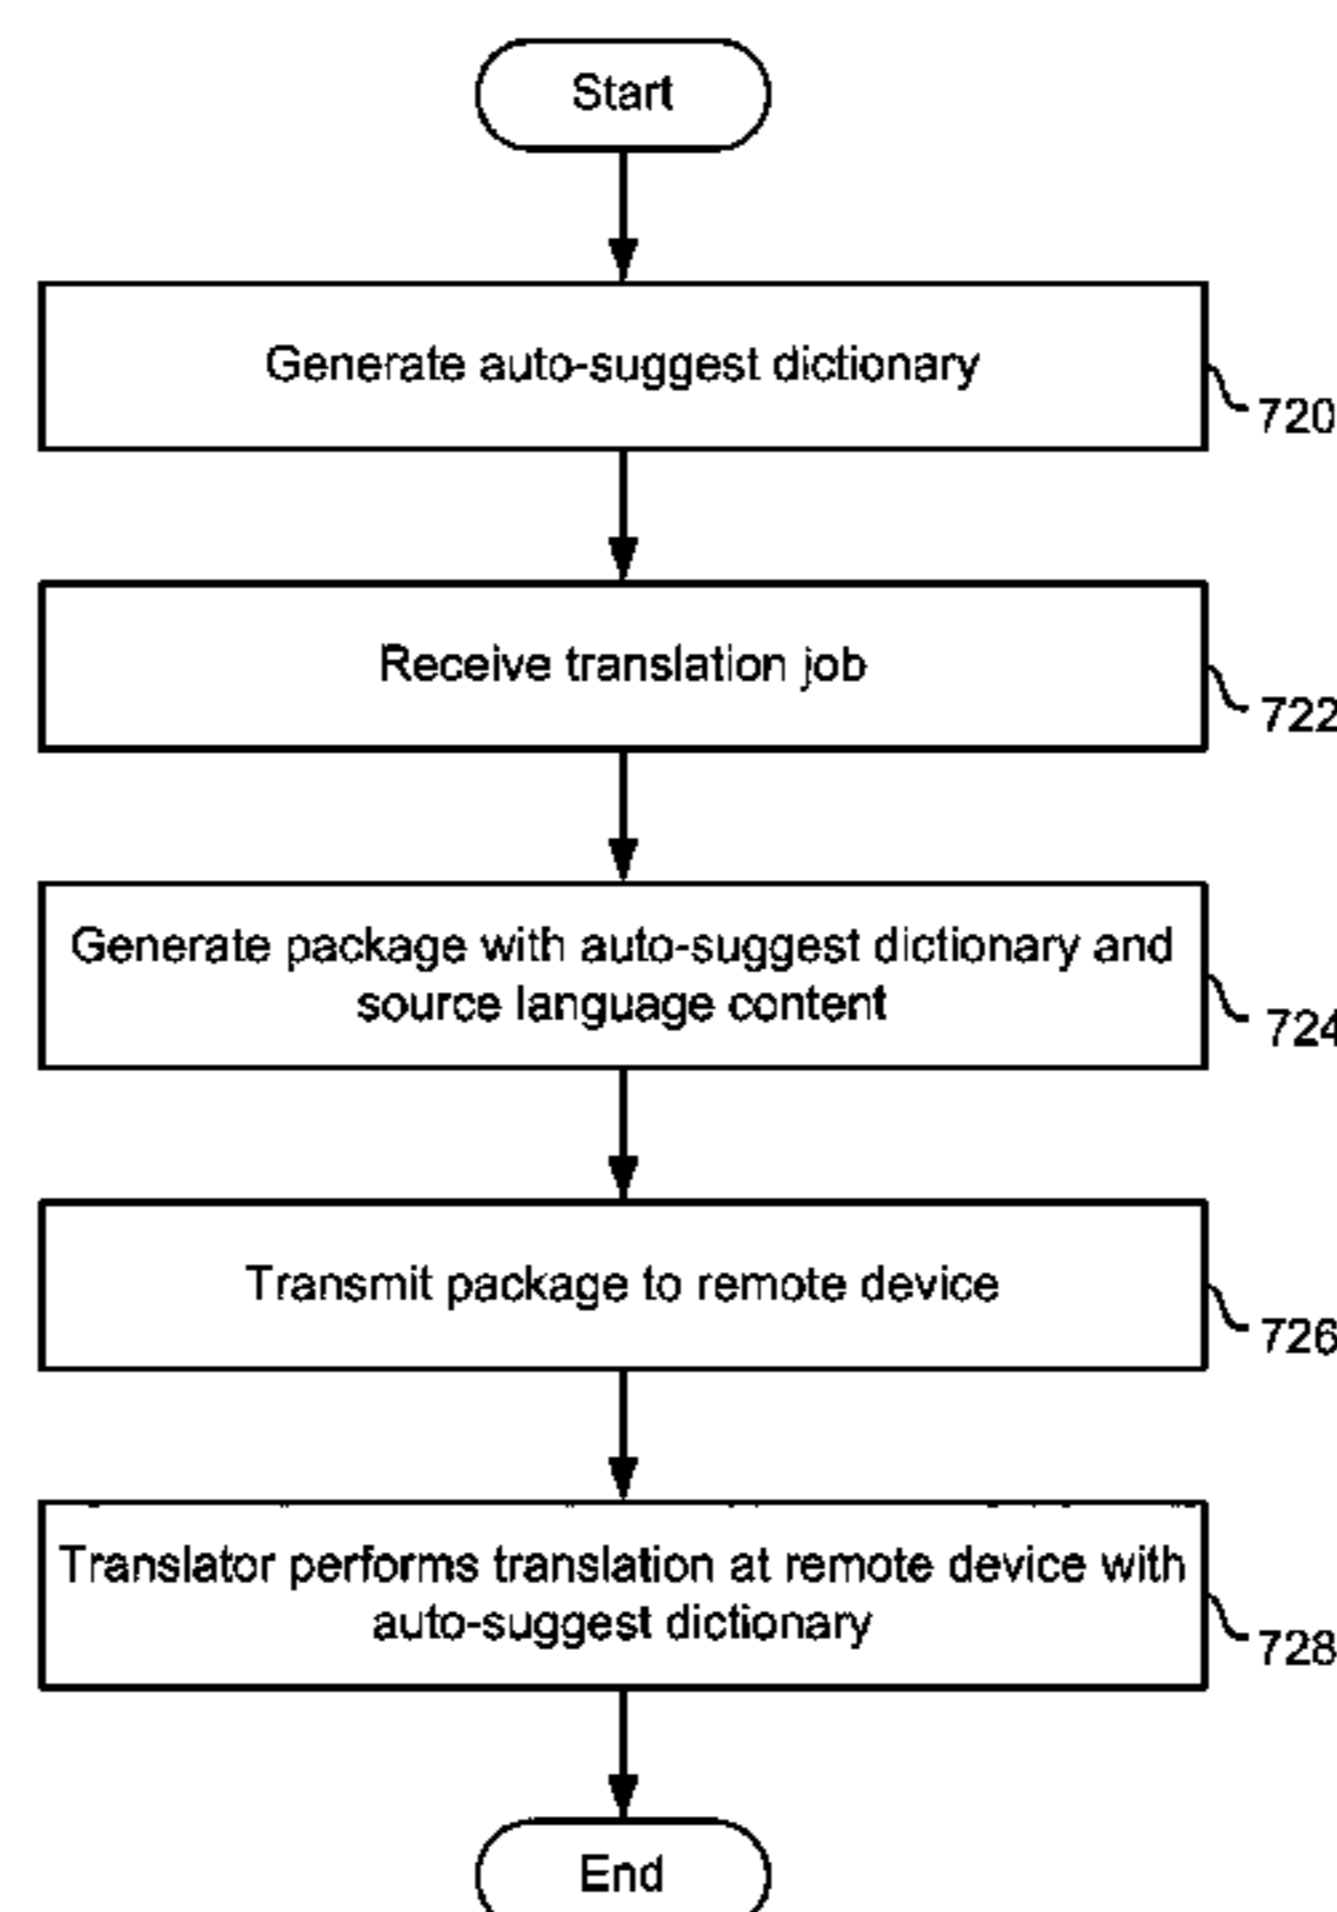 Start
Generate auto-suggest dictionary
720
Receive translation job
722
Generate package with auto-suggest dictionary and
source language content
724
Transmit package to remote device
726
Translator performs translation at remote device with
auto-suggest dictionary
728
End